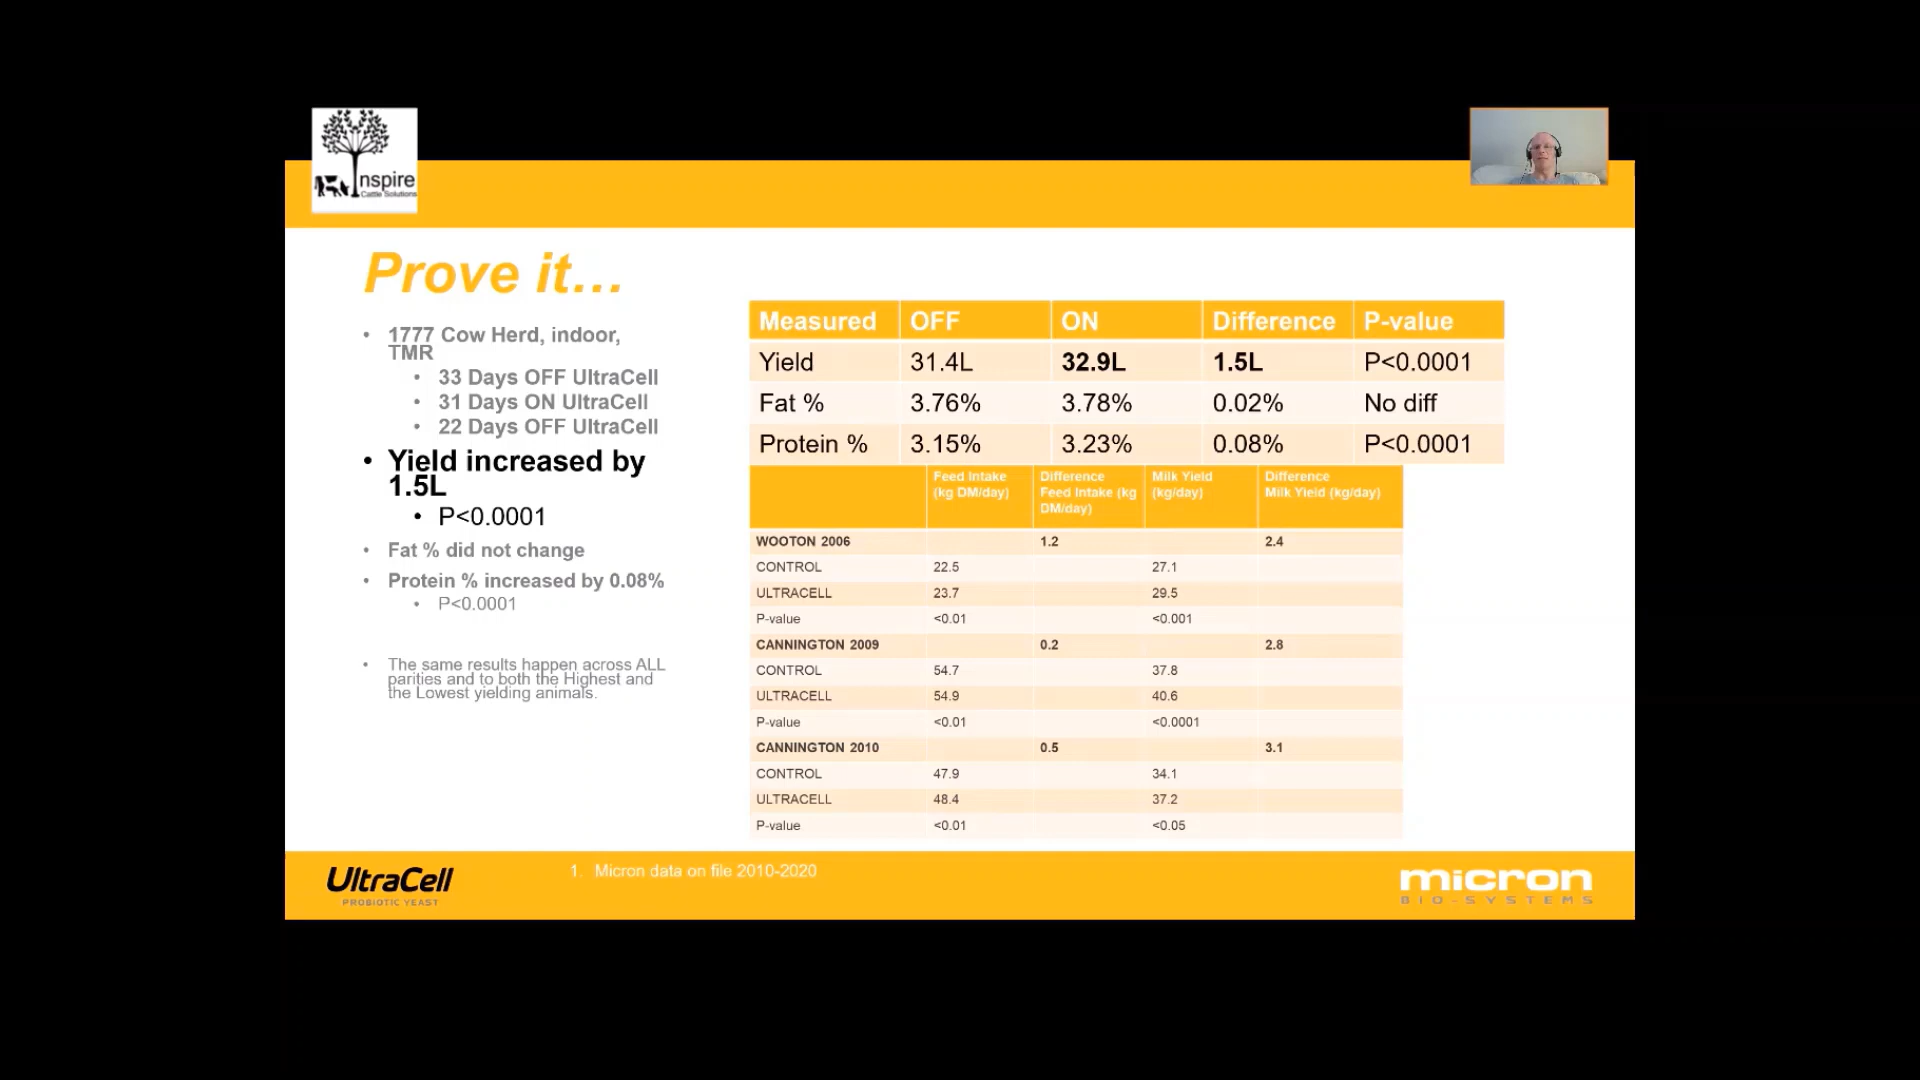 nspire
Cattle Solutions
Prove it…
• 1777 Cow Herd, indoor,
TMR
• 33 Days OFF UltraCell
• 31 Days ON UltraCell
• 22 Days OFF UltraCell
• Yield increased by
1.5L
• P<0.0001
• Fat % did not change
• Protein % increased by 0.08%
• P<0.0001
• The same results happen across ALL
parities and to both the Highest and
the Lowest yielding animals.
Measured OFF ON Difference P-value
Yield 31.4L 32.9L 1.5L P<0.0001
Fat % 3.76% 3.78% 0.02% No diff
Protein % 3.15% 3.23% 0.08% P<0.0001
Feed Intake
(kg DM/day)
Difference
Feed Intake (kg
DM/day)
Milk Yield
(kg/day)
Difference
Milk Yield (kg/day)
WOOTON 2006 1.2 2.4
CONTROL 22.5 27.1
ULTRACELL 23.7 29.5
P-value <0.01 <0.001
CANNINGTON 2009 0.2 2.8
CONTROL 54.7 37.8
ULTRACELL 54.9 40.6
P-value <0.01 <0.0001
CANNINGTON 2010 0.5 3.1
CONTROL 47.9 34.1
ULTRACELL 48.4 37.2
P-value <0.01 <0.05
UltraCell
PROBIOTIC YEAST
1. Micron data on file 2010-2020
micron
BIO-SYSTEMS